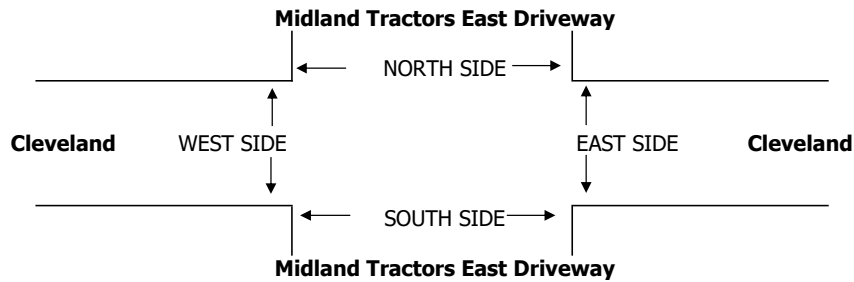 Midland Tractors East Driveway
NORTH SIDE
Cleveland WEST SIDE EAST SIDE Cleveland
SOUTH SIDE
Midland Tractors East Driveway